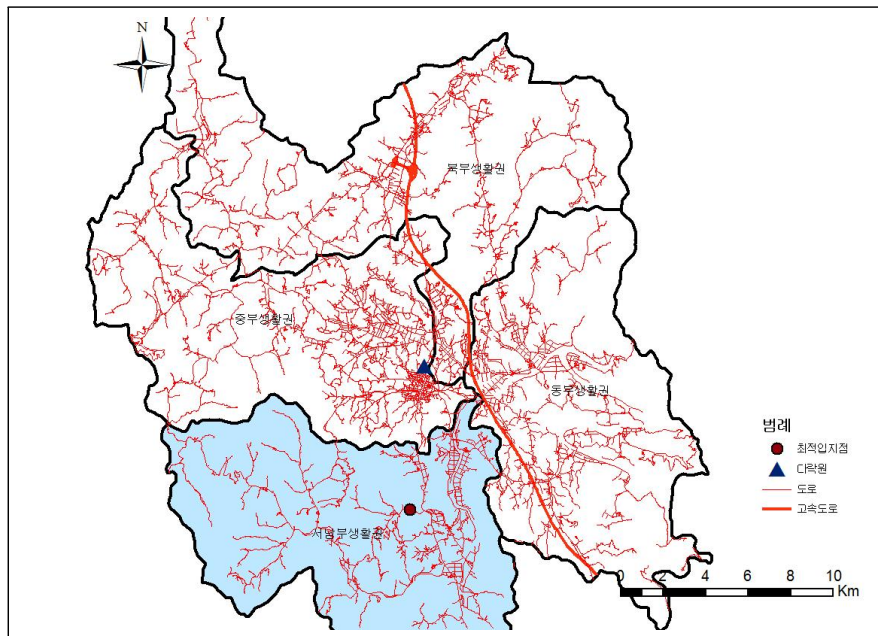 N
북부생활권
중부생활권
동부생활권
서남부생활권
범례
최적입지점
다락원
도로
고속도로
0 2 4 6 8 10
Km